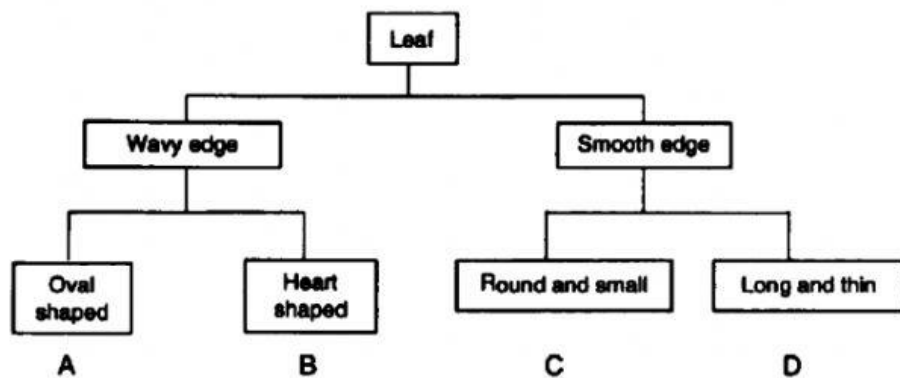 Leaf
Wavy edge
Smooth edge
Oval
shaped
Heart
shaped
Round and small
Long and thin
A
B
C
D